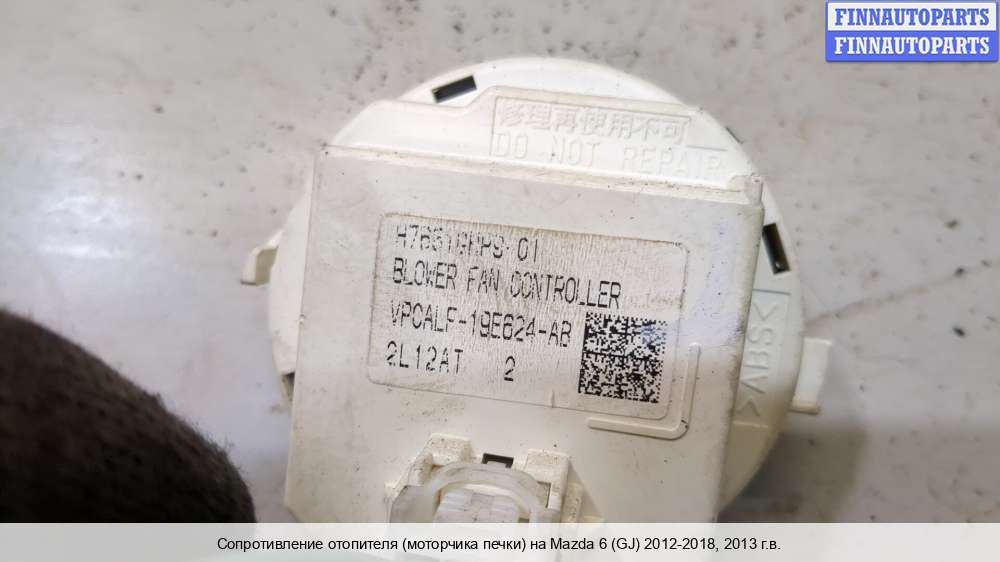 FINNAUTOPARTS
FINNAUTOPARTS
修理再使用不可
DO NOT REPAIR
BLOWER FAN CONTROLLER
VPCALF-19E624-AB
2L12AT 2
>ABS<
Сопротивление отопителя (моторчика печки) на Mazda 6 (GJ) 2012-2018, 2013 г.в.